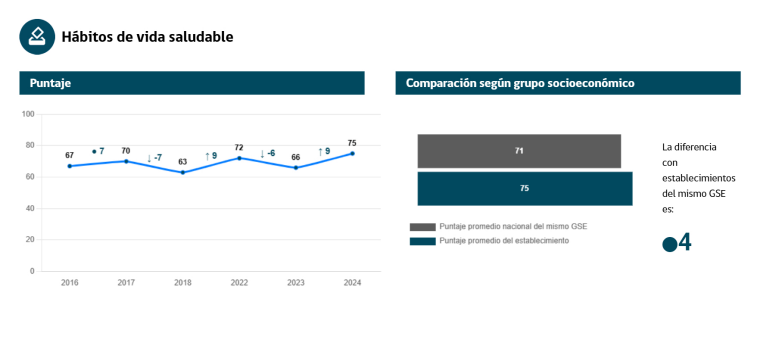 Hábitos de vida saludable
Puntaje
Comparación según grupo socioeconómico
100
80
60
40
20
0
67
● 7
70
↓ -7
63
↑ 9
72
↓ -6
66
↑ 9
75
2016
2017
2018
2022
2023
2024
71
75
Puntaje promedio nacional del mismo GSE
Puntaje promedio del establecimiento
La diferencia
con
establecimientos
del mismo GSE
es:
●4